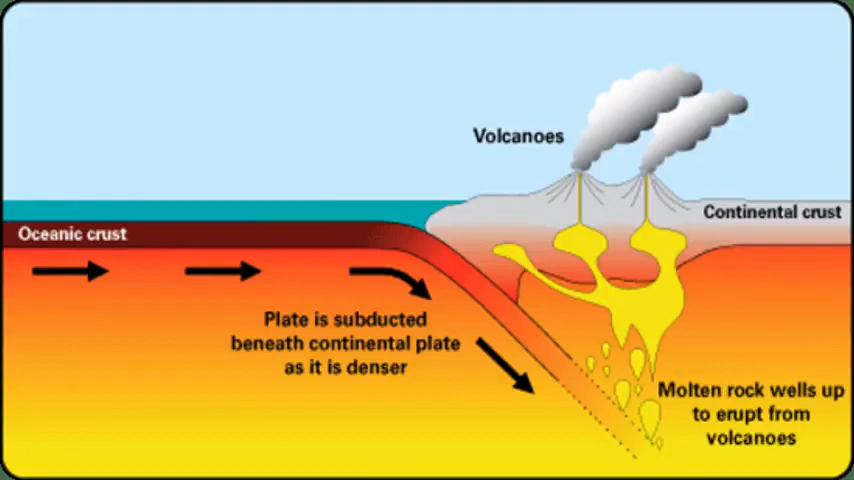 Volcanoes
Continental crust
Oceanic crust
Plate is subducted
beneath continental plate
as it is denser
Molten rock wells up
to erupt from
volcanoes